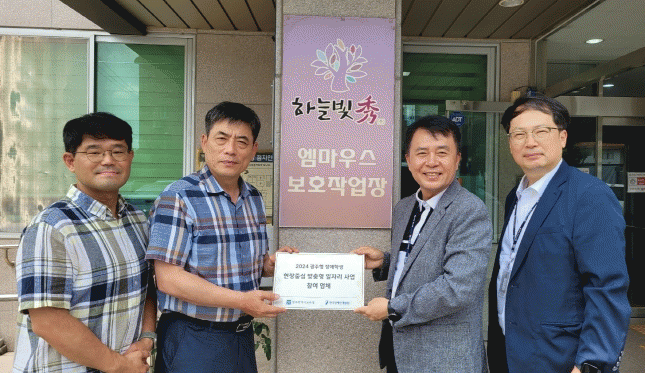 하늘빛秀
엠마우스
보호작업장
2024 광주형 장애학생
현장중심 맞춤형 일자리 사업
참여 업체
ADT